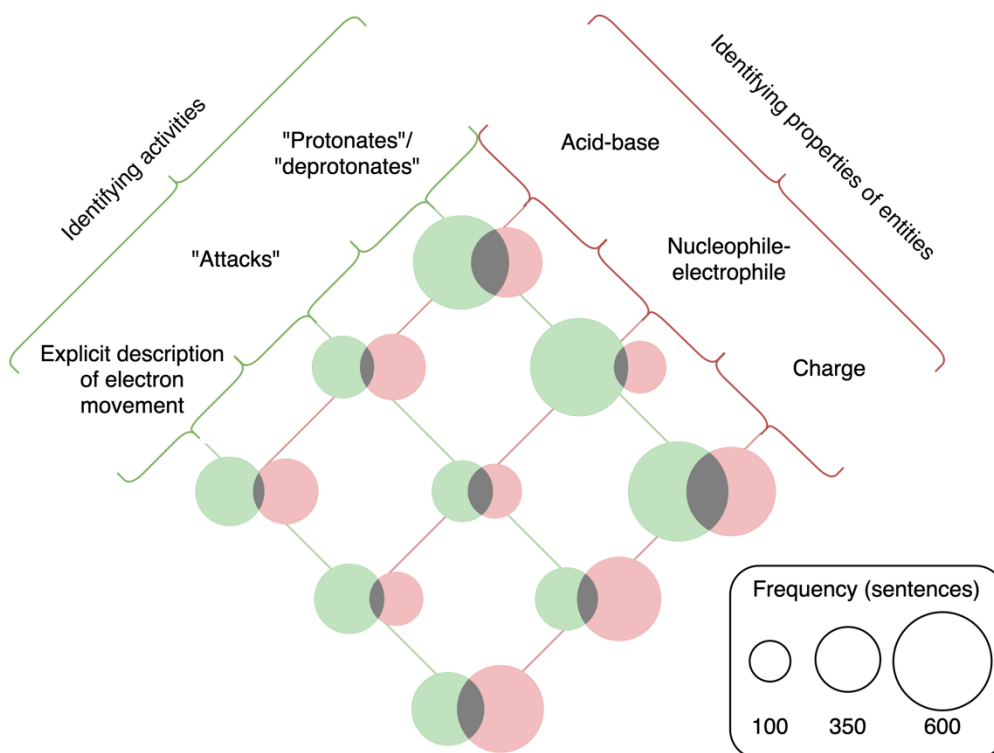 Identifying activities
"Protonates"/
"deprotonates"
"Attacks"
Explicit description
of electron
movement
Identifying properties of entities
Acid-base
Nucleophile-
electrophile
Charge
Frequency (sentences)
100 350 600